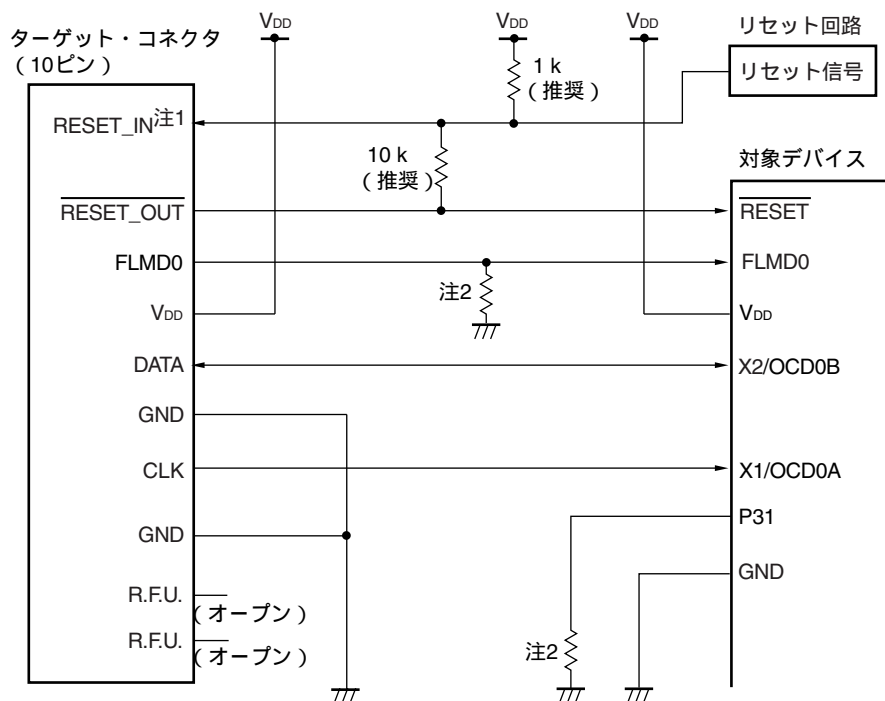 ターゲット・コネクタ
（10ピン）
VDD
VDD
VDD
リセット回路
リセット信号
1 k
（推奨）
RESET_IN注1
10 k
（推奨）
対象デバイス
RESET_OUT
RESET
FLMD0
FLMD0
注2
VDD
VDD
DATA
X2/OCD0B
GND
CLK
X1/OCD0A
P31
GND
GND
R.F.U.
（オープン）
R.F.U.
（オープン）
注2